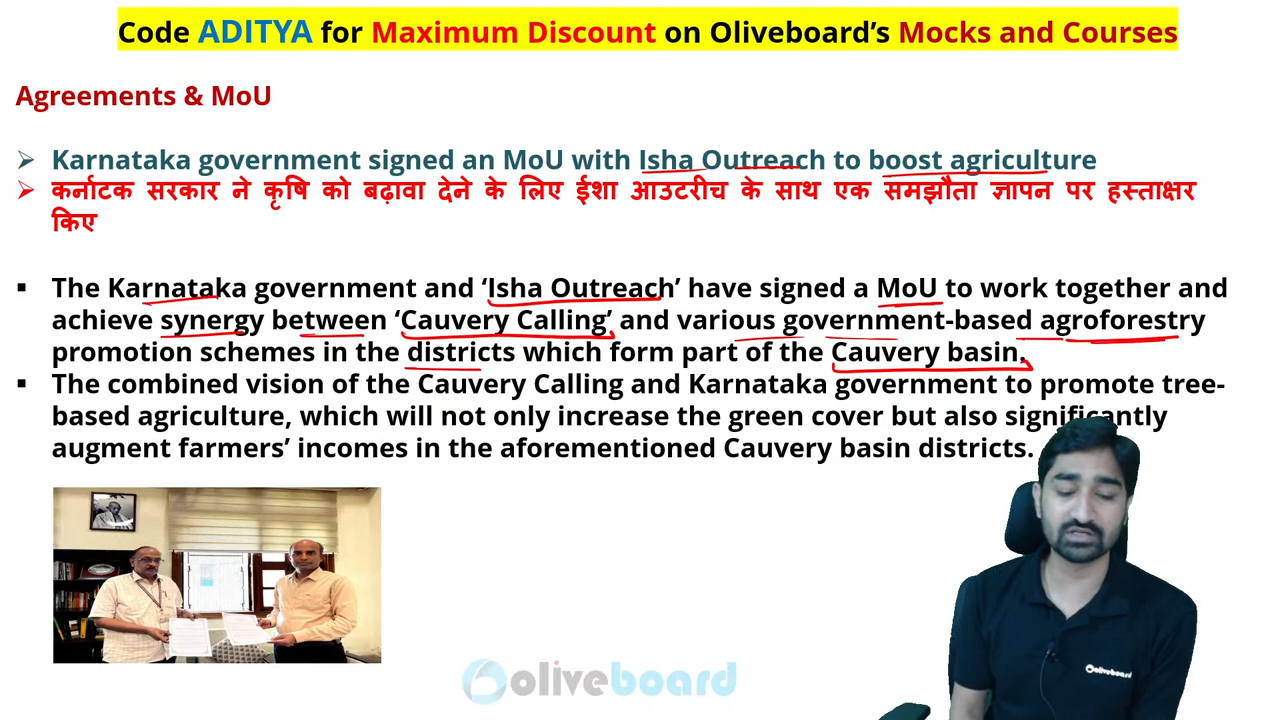 Code ADITYA for Maximum Discount on Oliveboard’s Mocks and Courses
Agreements & MoU
➢ Karnataka government signed an MoU with Isha Outreach to boost agriculture
➢ कर्नाटक सरकार ने कृषि को बढ़ावा देने के लिए ईशा आउटरीच के साथ एक समझौता ज्ञापन पर हस्ताक्षर
किए
▪ The Karnataka government and ‘Isha Outreach’ have signed a MoU to work together and
achieve synergy between ‘Cauvery Calling’ and various government-based agroforestry
promotion schemes in the districts which form part of the Cauvery basin.
▪ The combined vision of the Cauvery Calling and Karnataka government to promote tree-
based agriculture, which will not only increase the green cover but also significantly
augment farmers’ incomes in the aforementioned Cauvery basin districts.
oliveboard
oliveboard